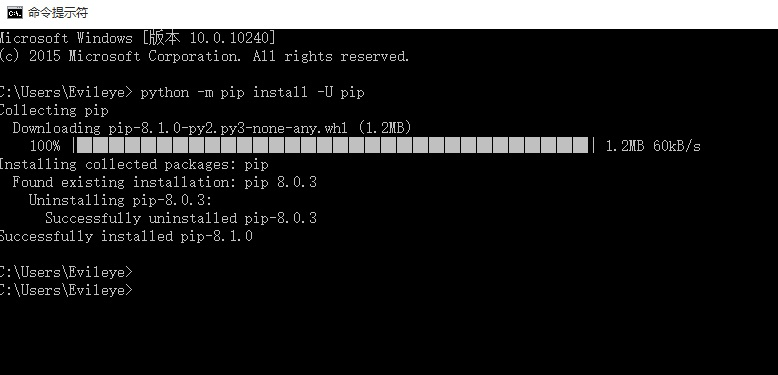 命令提示符
Microsoft Windows [版本 10.0.10240]
(c) 2015 Microsoft Corporation. All rights reserved.
C:\Users\Evileye> python -m pip install -U pip
Collecting pip
Downloading pip-8.1.0-py2.py3-none-any.whl (1.2MB)
100% |████████████████████████████████| 1.2MB 60kB/s
Installing collected packages: pip
Found existing installation: pip 8.0.3
Uninstalling pip-8.0.3:
Successfully uninstalled pip-8.0.3
Successfully installed pip-8.1.0
C:\Users\Evileye>
C:\Users\Evileye>